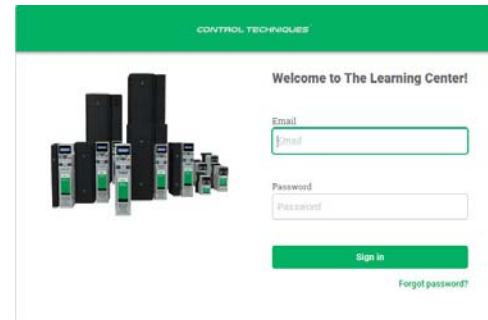 CONTROL TECHNIQUES
Welcome to The Learning Center!
Email
Email
Password
Password
Sign in
Forgot password?